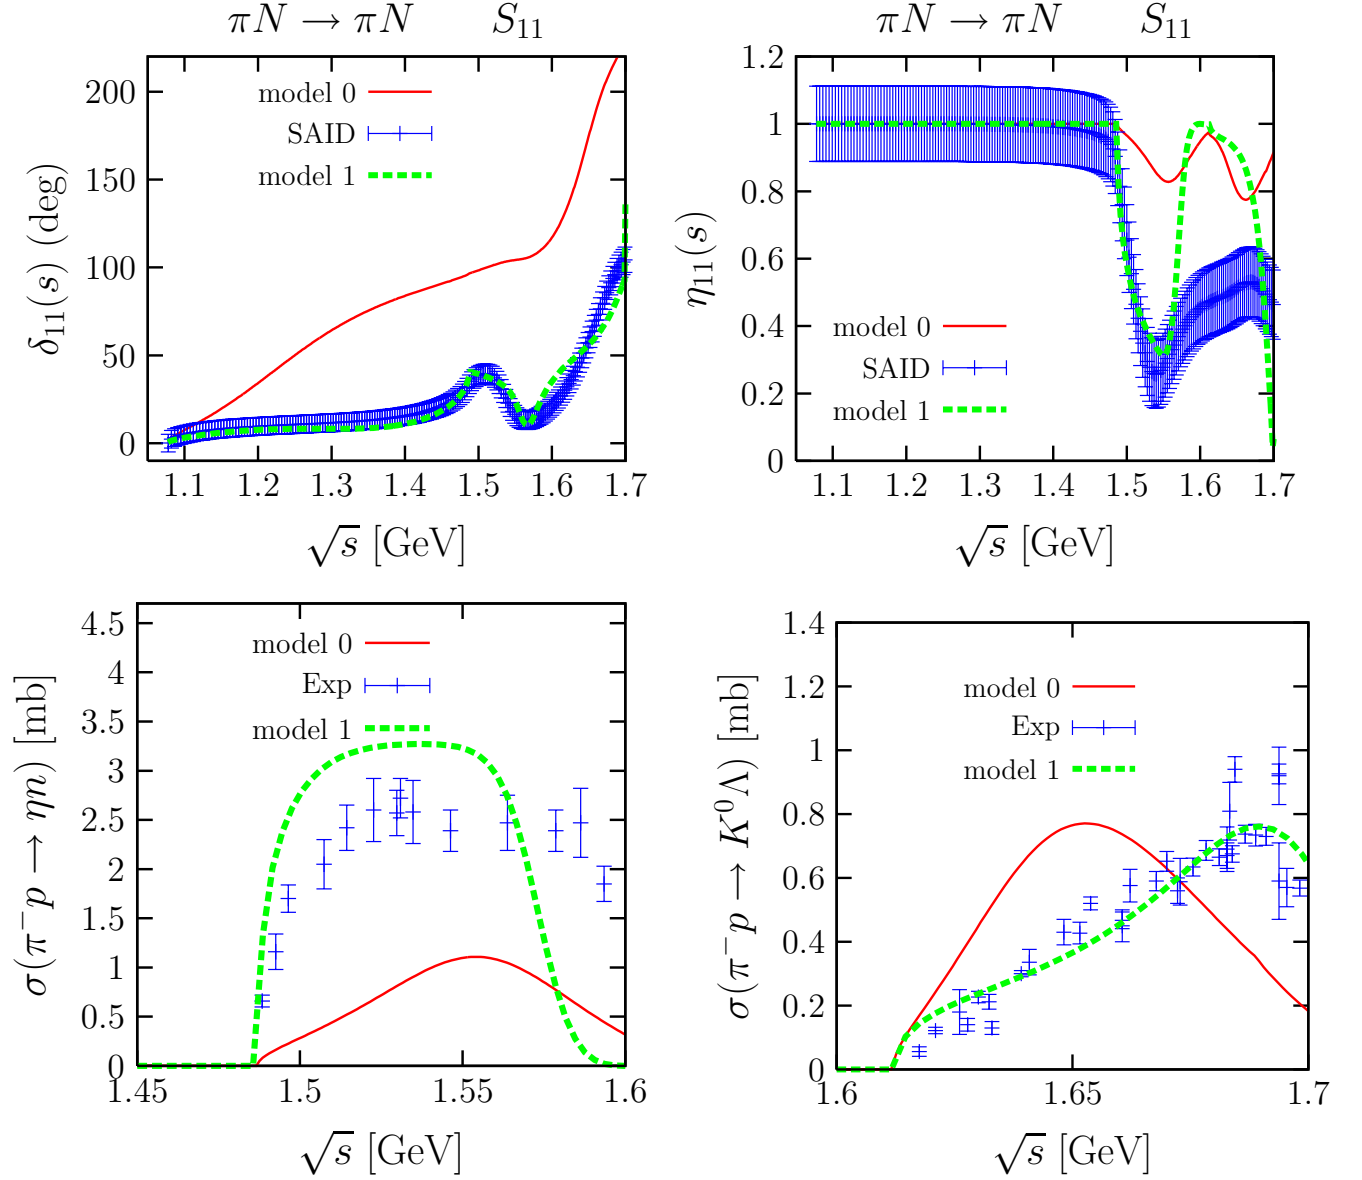 πN → πN S₁₁
δ₁₁(s) (deg)
200
150
100
50
0
model 0
SAID
model 1
1.1 1.2 1.3 1.4 1.5 1.6 1.7
√s [GeV]
πN → πN S₁₁
η₁₁(s)
1.2
1
0.8
0.6
0.4
0.2
0
model 0
SAID
model 1
1.1 1.2 1.3 1.4 1.5 1.6 1.7
√s [GeV]
σ(π⁻p → ηn) [mb]
4.5
4
3.5
3
2.5
2
1.5
1
0.5
0
model 0
Exp
model 1
1.45 1.5 1.55 1.6
√s [GeV]
σ(π⁻p → K⁰Λ) [mb]
1.4
1.2
1
0.8
0.6
0.4
0.2
0
model 0
Exp
model 1
1.6 1.65 1.7
√s [GeV]